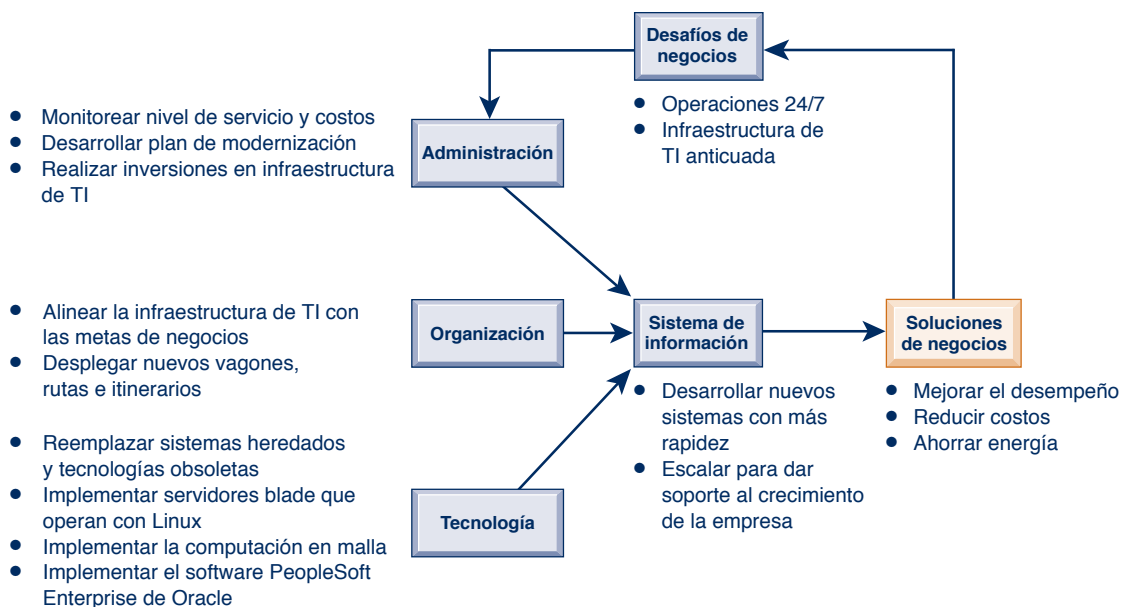 Desafíos de
negocios
● Operaciones 24/7
● Infraestructura de
TI anticuada
● Monitorear nivel de servicio y costos
● Desarrollar plan de modernización
● Realizar inversiones en infraestructura
de TI
Administración
● Alinear la infraestructura de TI con
las metas de negocios
● Desplegar nuevos vagones,
rutas e itinerarios
Organización
Sistema de
información
● Desarrollar nuevos
sistemas con más
rapidez
● Escalar para dar
soporte al crecimiento
de la empresa
Soluciones
de negocios
● Mejorar el desempeño
● Reducir costos
● Ahorrar energía
● Reemplazar sistemas heredados
y tecnologías obsoletas
● Implementar servidores blade que
operan con Linux
● Implementar la computación en malla
● Implementar el software PeopleSoft
Enterprise de Oracle
Tecnología